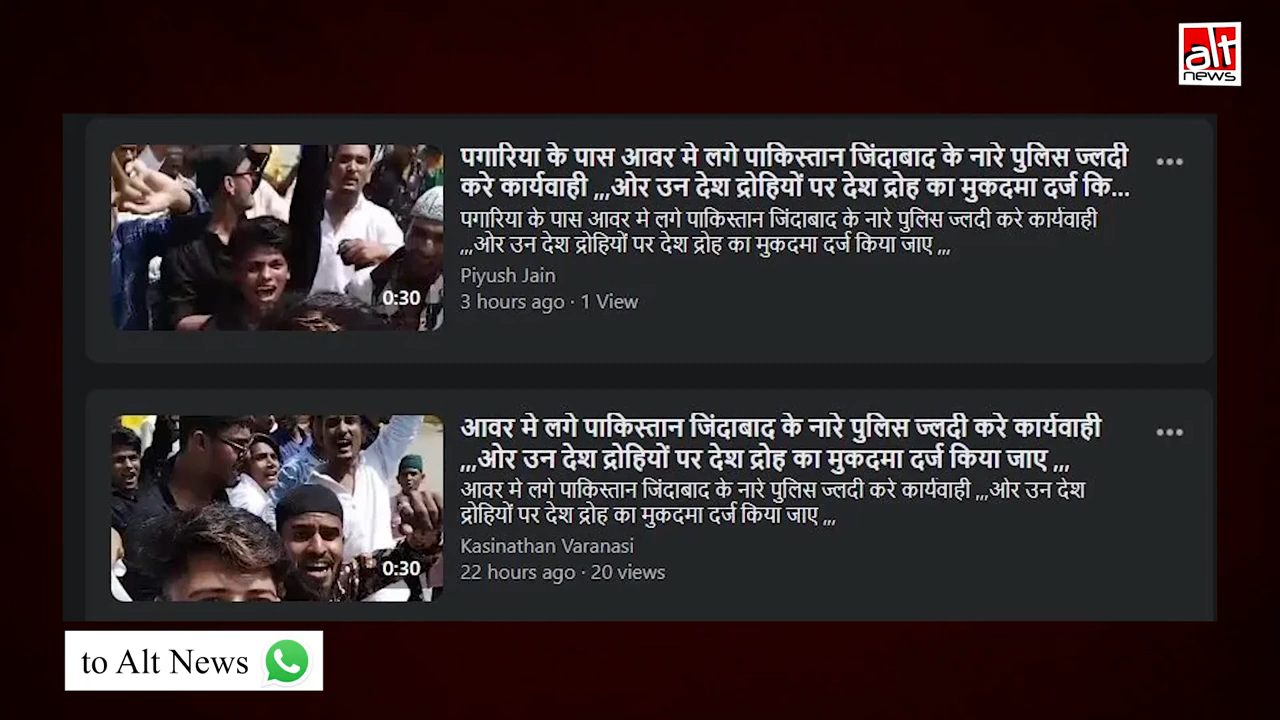 alt
news
पगारिया के पास आवर मे लगे पाकिस्तान जिंदाबाद के नारे पुलिस ज्लदी
करे कार्यवाही ,,,ओर उन देश द्रोहियों पर देश द्रोह का मुकदमा दर्ज कि...
पगारिया के पास आवर मे लगे पाकिस्तान जिंदाबाद के नारे पुलिस ज्लदी करे कार्यवाही
,,,ओर उन देश द्रोहियों पर देश द्रोह का मुकदमा दर्ज किया जाए ,,,
Piyush Jain
0:30
3 hours ago · 1 View
आवर मे लगे पाकिस्तान जिंदाबाद के नारे पुलिस ज्लदी करे कार्यवाही
,,,ओर उन देश द्रोहियों पर देश द्रोह का मुकदमा दर्ज किया जाए ,,,
आवर मे लगे पाकिस्तान जिंदाबाद के नारे पुलिस ज्लदी करे कार्यवाही ,,,ओर उन देश
द्रोहियों पर देश द्रोह का मुकदमा दर्ज किया जाए ,,,
Kasinathan Varanasi
0:30
22 hours ago · 20 views
to Alt News